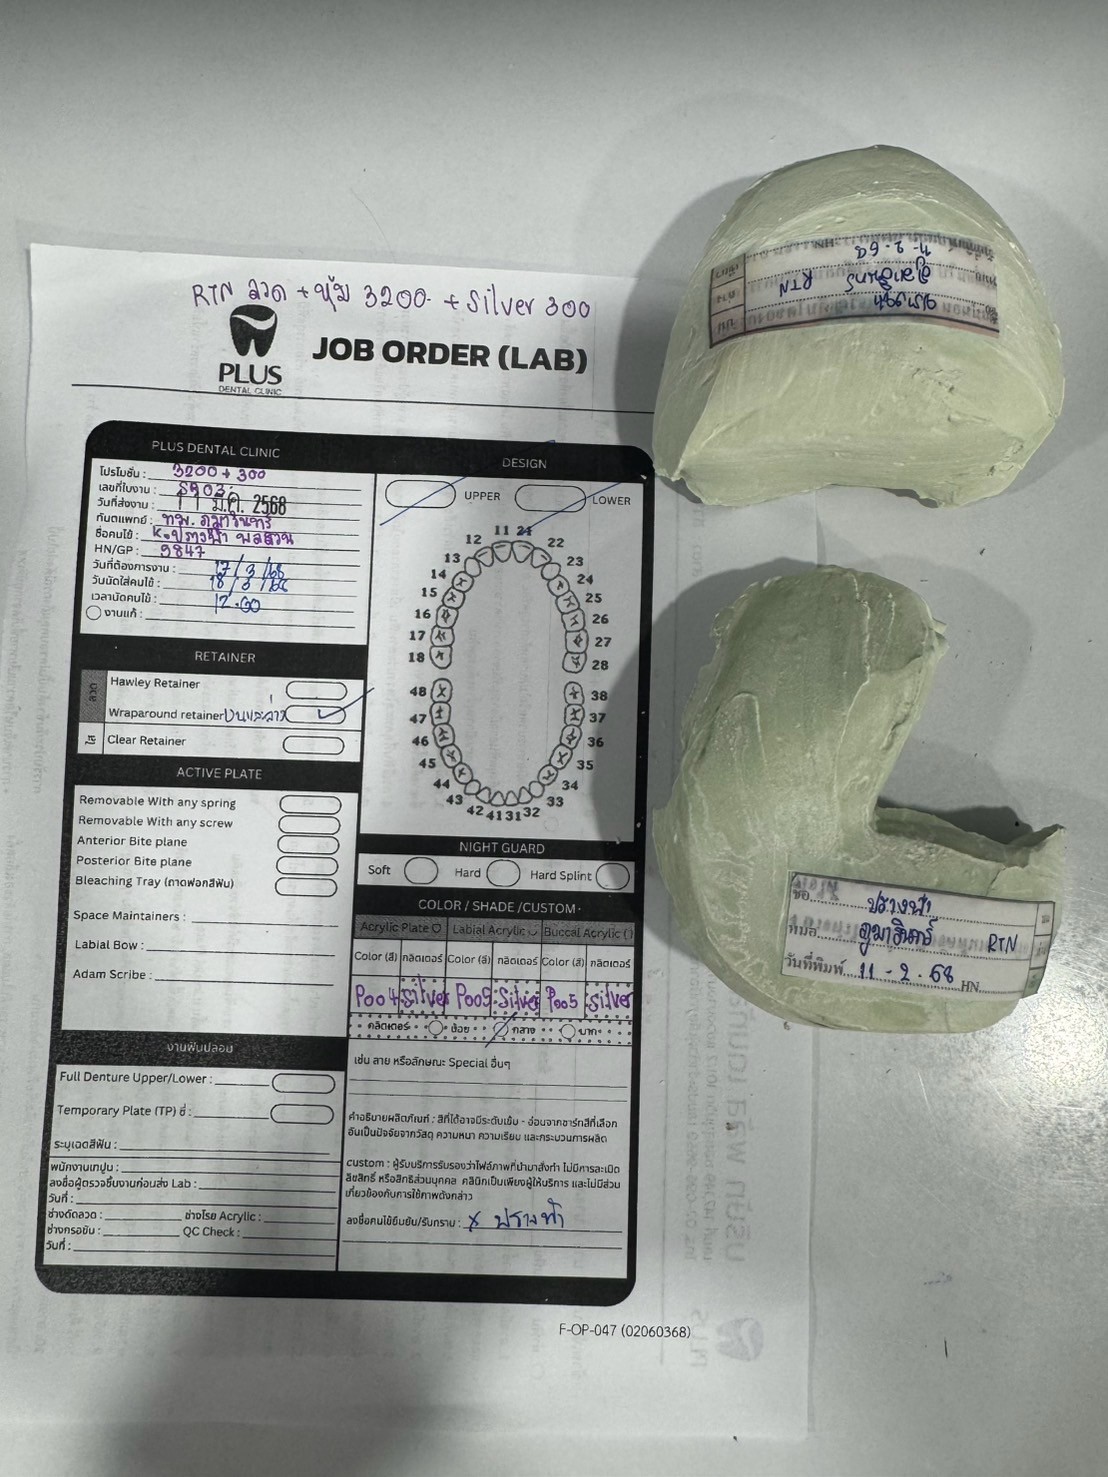 RTN ลวด + หุ้ม 3200 + Silver 300
PLUS
DENTAL CLINIC
JOB ORDER (LAB)
PLUS DENTAL CLINIC
โปรโมชั่น : 3200 + 300
เลขที่ใบงาน :
วันที่ส่งงาน : 11 มี.ค. 2568
ทันตแพทย์ : ทพ. ภูมารินทร์
ชื่อคนไข้ : K. ปรางฟ้า
HN/GP : 9847
วันที่ต้องการงาน : 17/3/68
วันนัดใส่คนไข้ : 18/3/68
เวลานัดคนไข้ : 12.00
งานแก้ :
DESIGN
UPPER
LOWER
11 21
12 22
13 23
14 24
15 25
16 26
17 27
18 28
48 38
47 37
46 36
45 35
44 34
43 33
42 41 31 32
RETAINER
ลวด
Hawley Retainer
Wraparound retainer บนและล่าง
ใส
Clear Retainer
ACTIVE PLATE
Removable With any spring
Removable With any screw
Anterior Bite plane
Posterior Bite plane
Bleaching Tray (ถาดฟอกสีฟัน)
Space Maintainers :
Labial Bow :
Adam Scribe :
NIGHT GUARD
Soft
Hard
Hard Splint
COLOR / SHADE /CUSTOM
Acrylic Plate
Labial Acrylic
Buccal Acrylic ( )
Color (สี) กลิตเตอร์ Color (สี) กลิตเตอร์ Color (สี) กลิตเตอร์
P004 Silver P005 Silver P005 Silver
กลิตเตอร์ น้อย กลาง มาก
เช่น ลาย หรือลักษณะ Special อื่นๆ
คำอธิบายผลิตภัณฑ์ : สีที่ได้อาจมีระดับเข้ม - อ่อนจากชาร์ทสีที่เลือก
อันเป็นปัจจัยจากวัสดุ ความหนา ความเรียบ และกระบวนการผลิต
custom : ผู้รับบริการรับรองว่าไฟล์ภาพที่นำมาสั่งทำ ไม่มีการละเมิด
ลิขสิทธิ์ หรือสิทธิส่วนบุคคล คลินิกเป็นเพียงผู้ให้บริการ และไม่มีส่วน
เกี่ยวข้องกับการใช้ภาพดังกล่าว
ลงชื่อคนไข้ยืนยัน/รับทราบ : x ปรางฟ้า
งานฟันปลอม
Full Denture Upper/Lower :
Temporary Plate (TP) ซี่ :
ระบุเฉดสีฟัน :
พนักงานเทปูน :
ลงชื่อผู้ตรวจชิ้นงานก่อนส่ง Lab :
วันที่ :
ช่างดัดลวด : ช่างโรย Acrylic :
ช่างกรอขัด : QC Check :
วันที่ :
F-OP-047 (02060368)
ปรางฟ้า
ภูมารินทร์ RTN
11-2-68
ชื่อ ปรางฟ้า
ทีมส ภูมารินทร์ RTN
วันที่พิมพ์ 11-2-68 HN